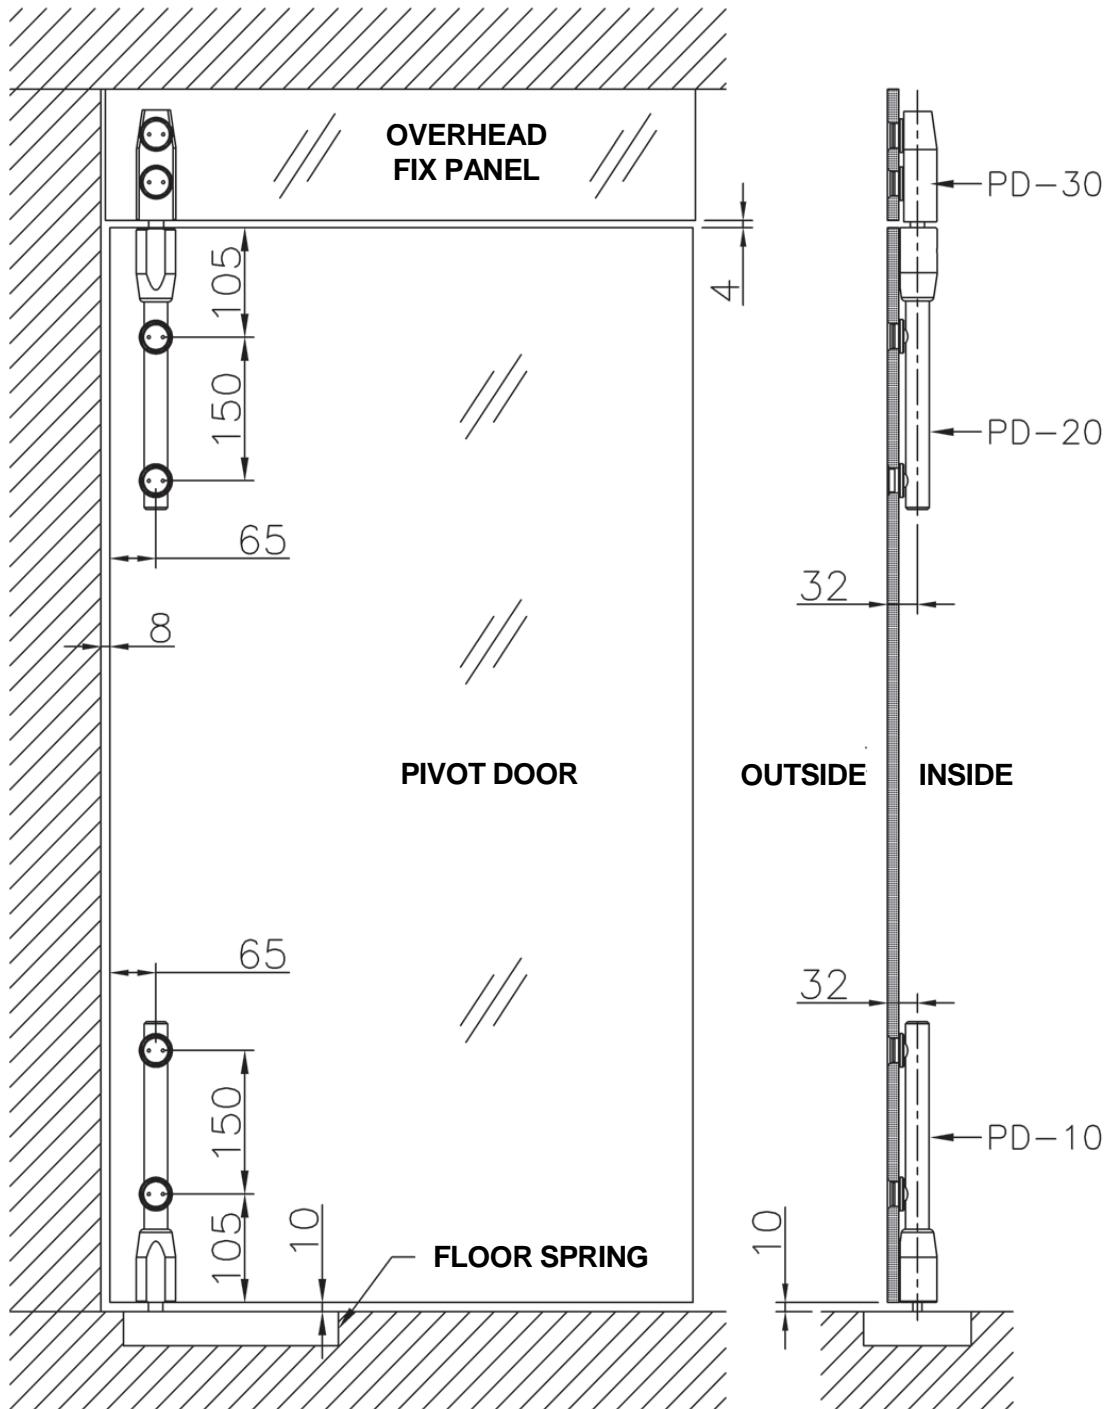 OVERHEAD
FIX PANEL
PD-30
105
4
150
PD-20
65
32
8
PIVOT DOOR
OUTSIDE
INSIDE
65
32
150
PD-10
105
10
10
FLOOR SPRING